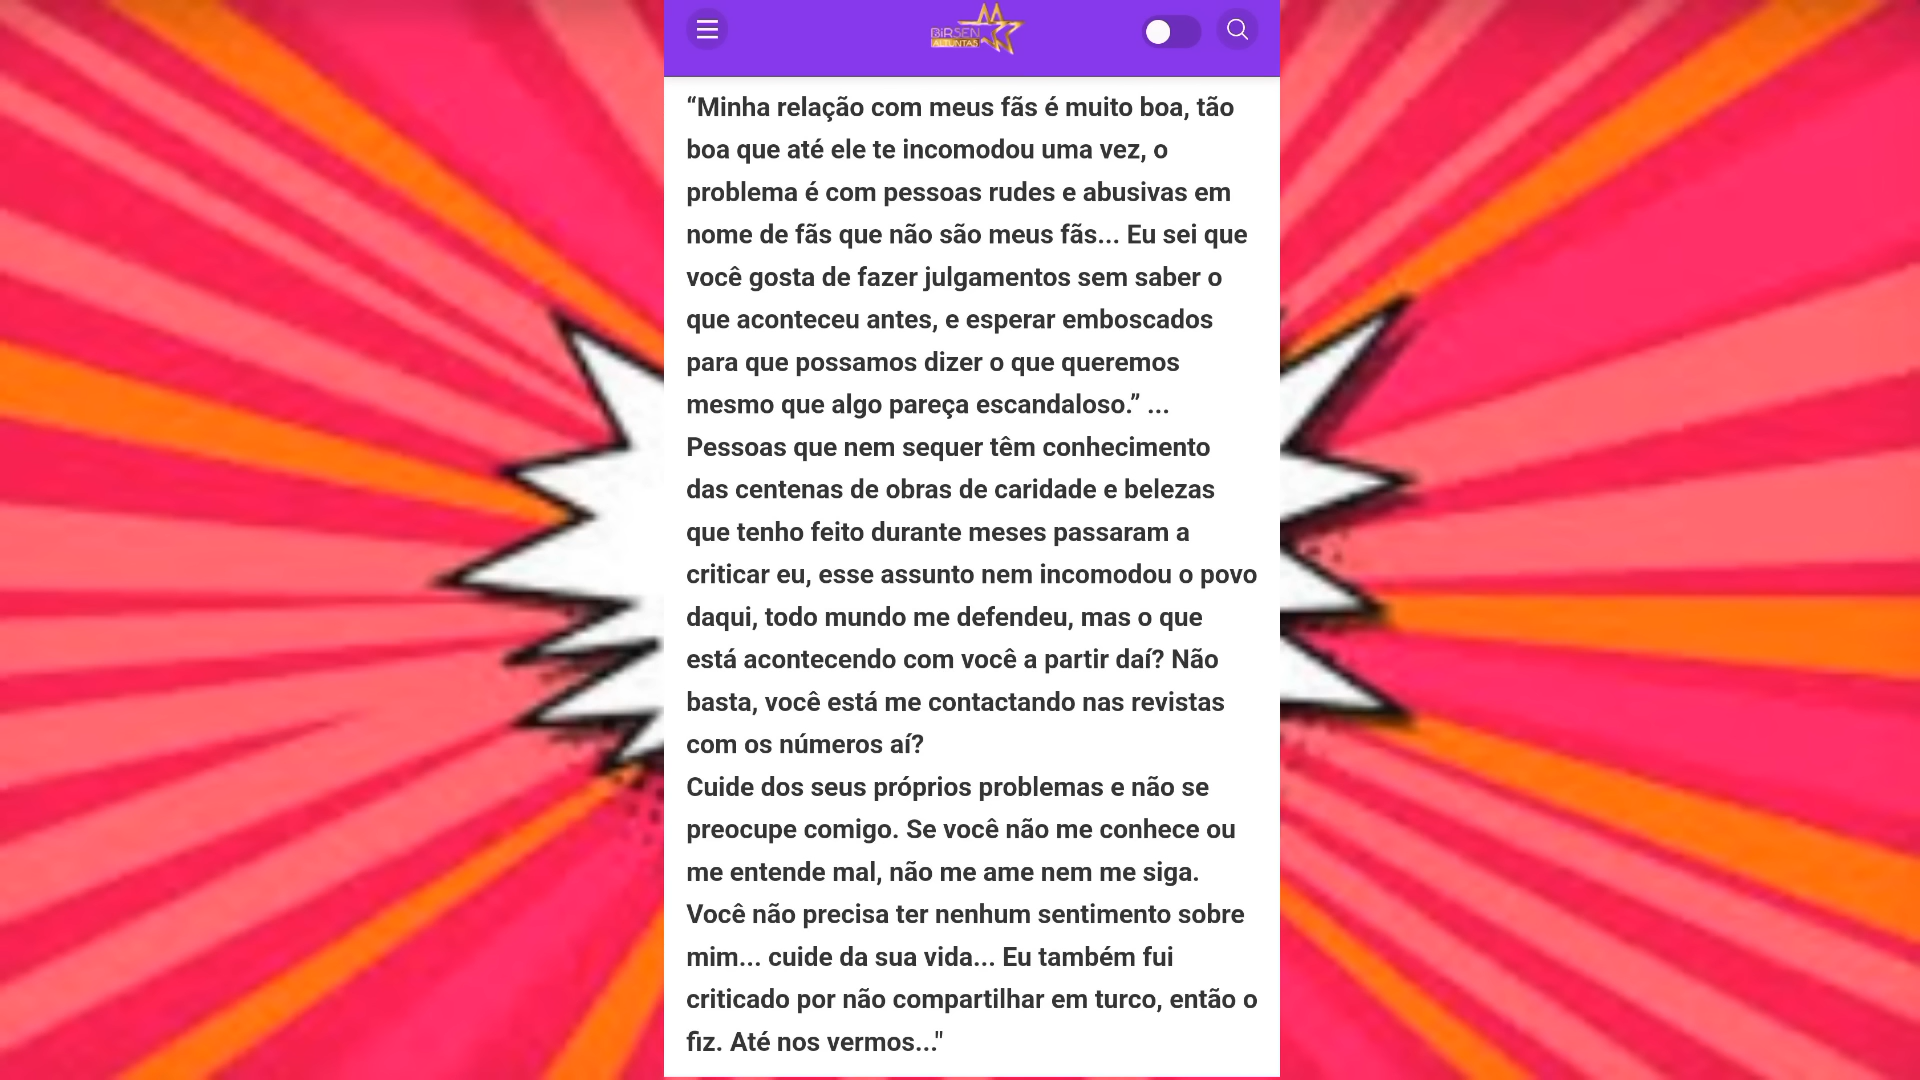 BiRSEN
ALTUNTAS
“Minha relação com meus fãs é muito boa, tão
boa que até ele te incomodou uma vez, o
problema é com pessoas rudes e abusivas em
nome de fãs que não são meus fãs... Eu sei que
você gosta de fazer julgamentos sem saber o
que aconteceu antes, e esperar emboscados
para que possamos dizer o que queremos
mesmo que algo pareça escandaloso.” ...
Pessoas que nem sequer têm conhecimento
das centenas de obras de caridade e belezas
que tenho feito durante meses passaram a
criticar eu, esse assunto nem incomodou o povo
daqui, todo mundo me defendeu, mas o que
está acontecendo com você a partir daí? Não
basta, você está me contactando nas revistas
com os números aí?
Cuide dos seus próprios problemas e não se
preocupe comigo. Se você não me conhece ou
me entende mal, não me ame nem me siga.
Você não precisa ter nenhum sentimento sobre
mim... cuide da sua vida... Eu também fui
criticado por não compartilhar em turco, então o
fiz. Até nos vermos..."